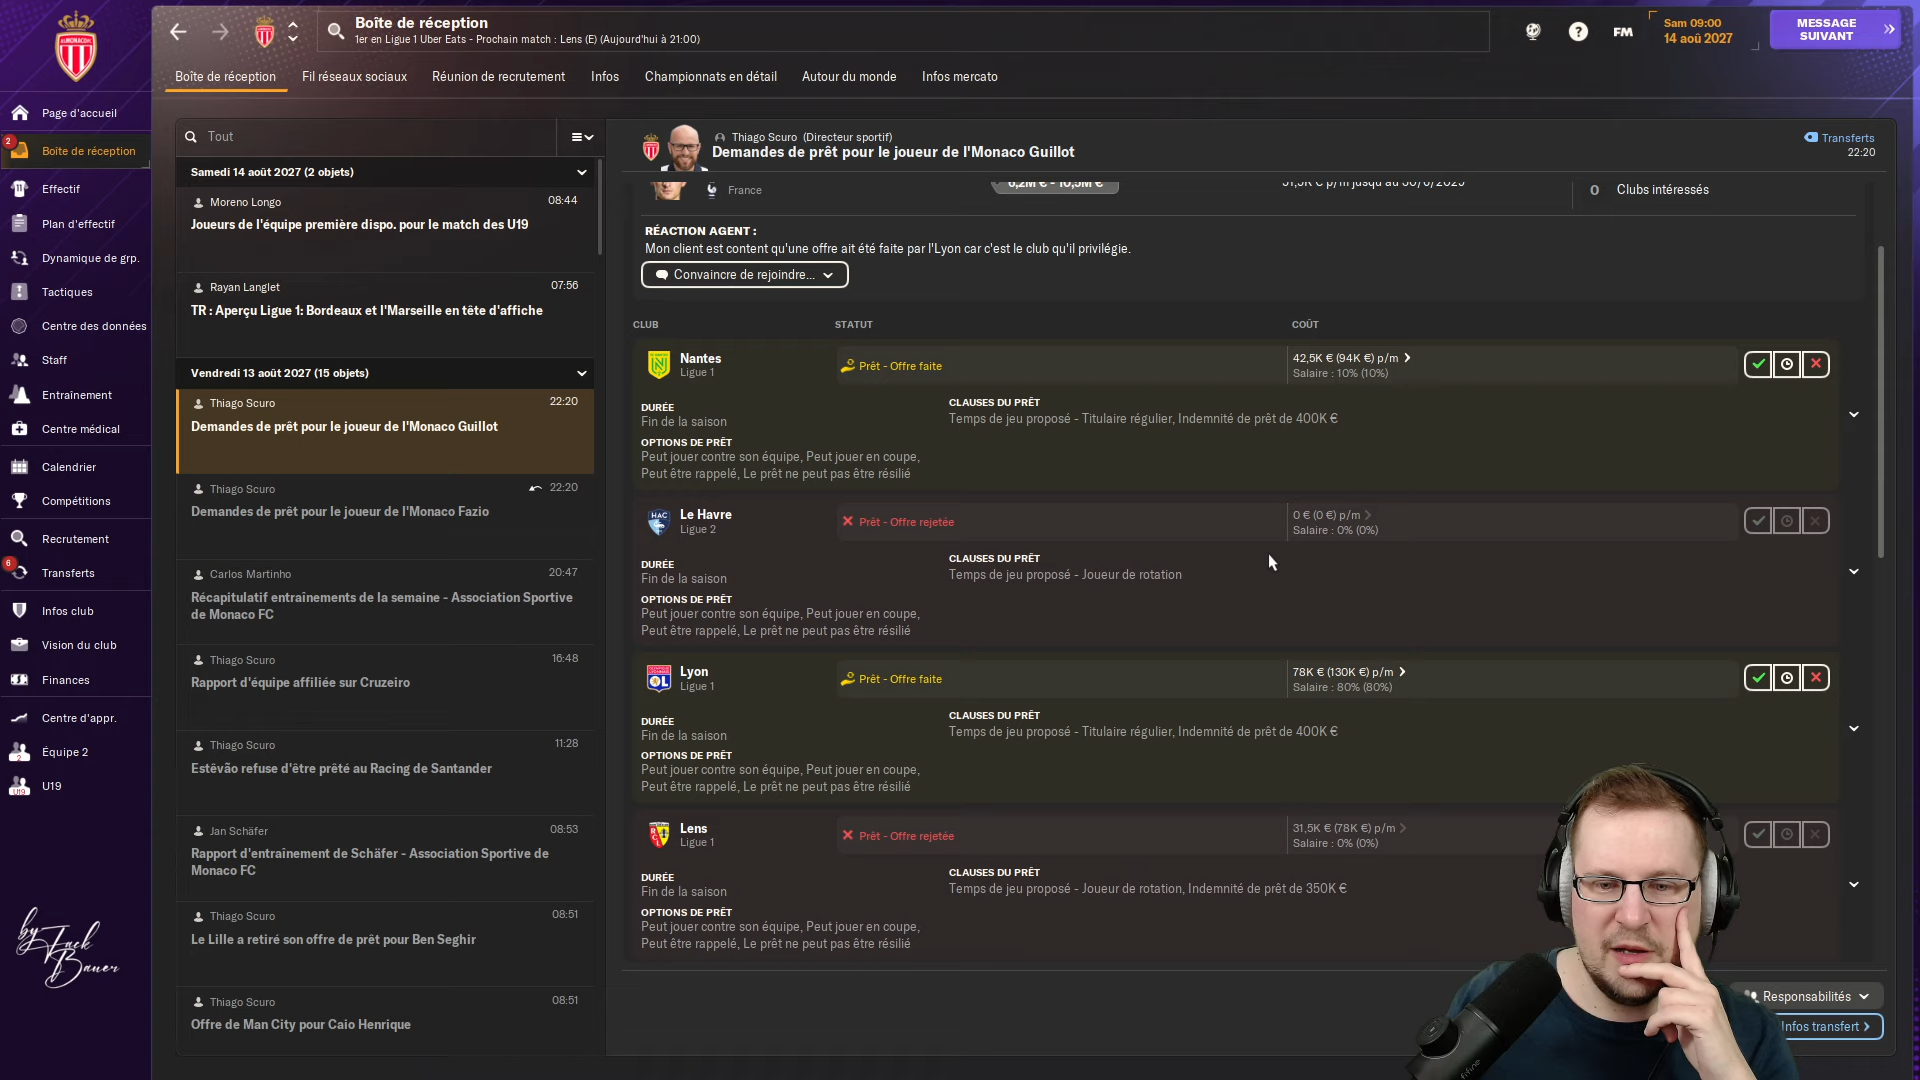 Boîte de réception
1er en Ligue 1 Uber Eats - Prochain match : Lens (E) (Aujourd'hui à 21:00)
FM
Sam 09:00
14 aoû 2027
MESSAGE
SUIVANT
Boîte de réception
Fil réseaux sociaux
Réunion de recrutement
Infos
Championnats en détail
Autour du monde
Infos mercato
Page d'accueil
2
Boîte de réception
Effectif
Plan d'effectif
Dynamique de grp.
Tactiques
Centre des données
Staff
Entraînement
Centre médical
Calendrier
Compétitions
Recrutement
6
Transferts
Infos club
Vision du club
Finances
Centre d'appr.
Équipe 2
U19
by Jack
Bauer
Tout
Samedi 14 août 2027 (2 objets)
Moreno Longo 08:44
Joueurs de l'équipe première dispo. pour le match des U19
Rayan Langlet 07:56
TR : Aperçu Ligue 1: Bordeaux et l'Marseille en tête d'affiche
Vendredi 13 août 2027 (15 objets)
Thiago Scuro 22:20
Demandes de prêt pour le joueur de l'Monaco Guillot
Thiago Scuro 22:20
Demandes de prêt pour le joueur de l'Monaco Fazio
Carlos Martinho 20:47
Récapitulatif entraînements de la semaine - Association Sportive
de Monaco FC
Thiago Scuro 16:48
Rapport d'équipe affiliée sur Cruzeiro
Thiago Scuro 11:28
Estêvão refuse d'être prêté au Racing de Santander
Jan Schäfer 08:53
Rapport d'entraînement de Schäfer - Association Sportive de
Monaco FC
Thiago Scuro 08:51
Le Lille a retiré son offre de prêt pour Ben Seghir
Thiago Scuro 08:51
Offre de Man City pour Caio Henrique
Thiago Scuro (Directeur sportif)
Demandes de prêt pour le joueur de l'Monaco Guillot
Transferts
22:20
France
6,2M € - 10,5M €
31,5K € p/m jusqu'au 30/6/2029
0 Clubs intéressés
RÉACTION AGENT :
Mon client est content qu'une offre ait été faite par l'Lyon car c'est le club qu'il privilégie.
Convaincre de rejoindre...
CLUB STATUT COÛT
Nantes
Ligue 1
Prêt - Offre faite
42,5K € (94K €) p/m
Salaire : 10% (10%)
DURÉE
Fin de la saison
CLAUSES DU PRÊT
Temps de jeu proposé - Titulaire régulier, Indemnité de prêt de 400K €
OPTIONS DE PRÊT
Peut jouer contre son équipe, Peut jouer en coupe,
Peut être rappelé, Le prêt ne peut pas être résilié
HAC
Le Havre
Ligue 2
Prêt - Offre rejetée
0 € (0 €) p/m
Salaire : 0% (0%)
DURÉE
Fin de la saison
CLAUSES DU PRÊT
Temps de jeu proposé - Joueur de rotation
OPTIONS DE PRÊT
Peut jouer contre son équipe, Peut jouer en coupe,
Peut être rappelé, Le prêt ne peut pas être résilié
OL
Lyon
Ligue 1
Prêt - Offre faite
78K € (130K €) p/m
Salaire : 80% (80%)
DURÉE
Fin de la saison
CLAUSES DU PRÊT
Temps de jeu proposé - Titulaire régulier, Indemnité de prêt de 400K €
OPTIONS DE PRÊT
Peut jouer contre son équipe, Peut jouer en coupe,
Peut être rappelé, Le prêt ne peut pas être résilié
Lens
Ligue 1
Prêt - Offre rejetée
31,5K € (78K €) p/m
Salaire : 0% (0%)
DURÉE
Fin de la saison
CLAUSES DU PRÊT
Temps de jeu proposé - Joueur de rotation, Indemnité de prêt de 350K €
OPTIONS DE PRÊT
Peut jouer contre son équipe, Peut jouer en coupe,
Peut être rappelé, Le prêt ne peut pas être résilié
Responsabilités
Infos transfert
fifine